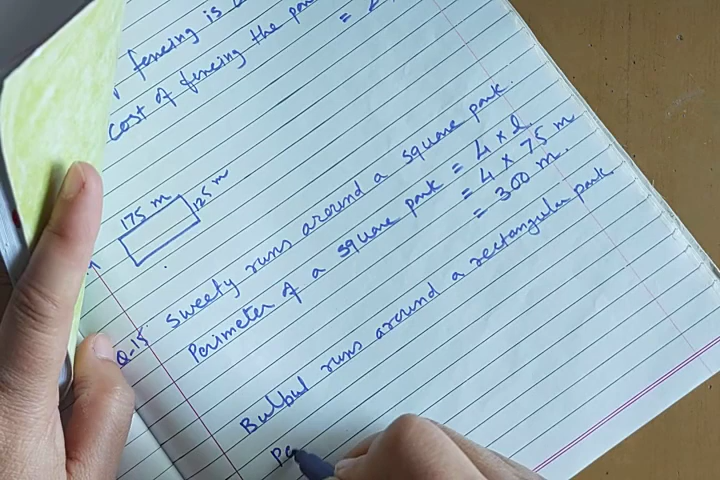 fencing is
cost of fencing the
=
175 m
125 m
Q-15 Sweety runs around a square park.
Perimeter of a square park = 4 × l
= 4 × 75 m
= 300 m.
Bulbul runs around a rectangular park.
Pe